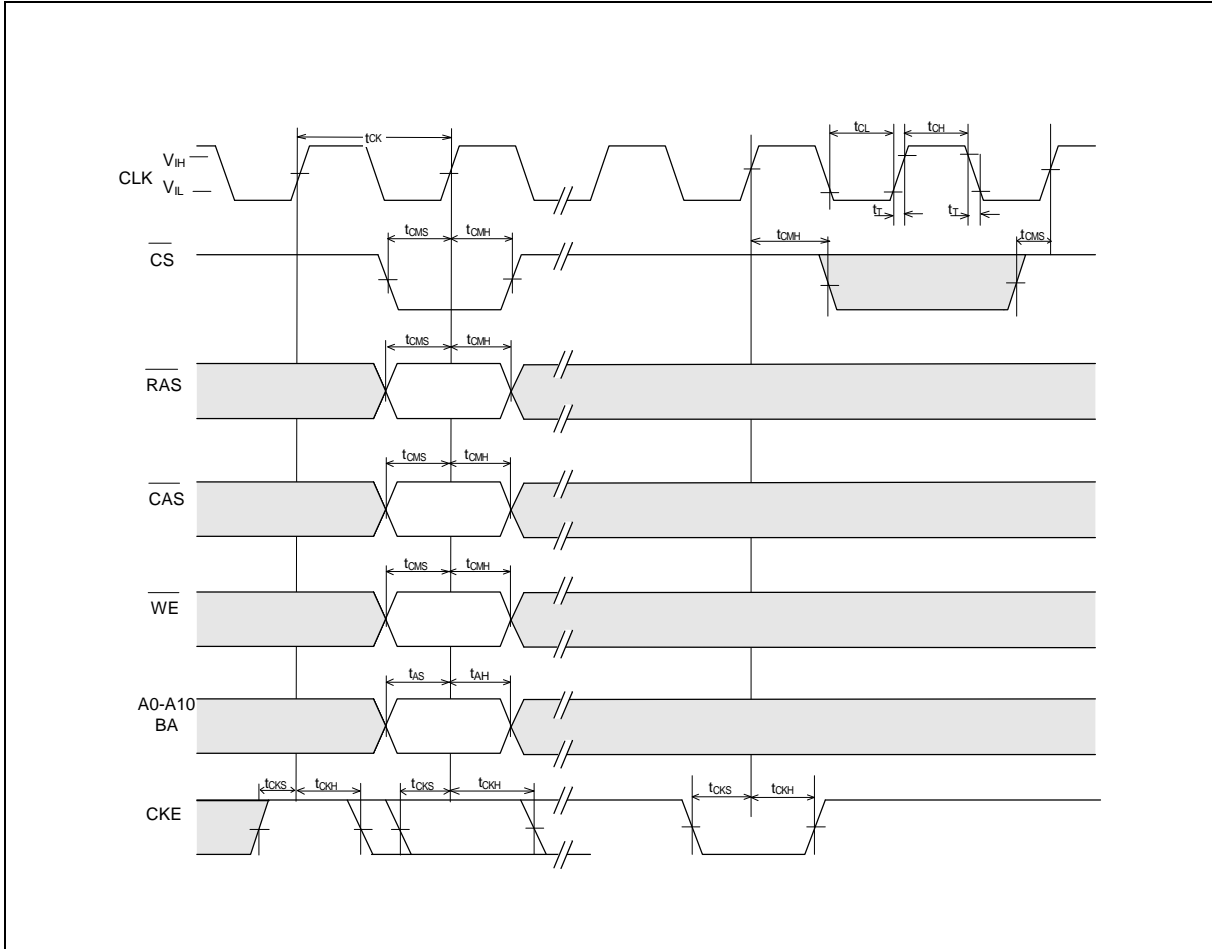 tCK
tCL
tCH
VIH
CLK
VIL
tT
tT
tCMS
tCMH
tCMH
tCMS
CS
tCMS
tCMH
RAS
tCMS
tCMH
CAS
tCMS
tCMH
WE
tAS
tAH
A0-A10
BA
tCKS
tCKH
tCKS
tCKH
tCKS
tCKH
CKE